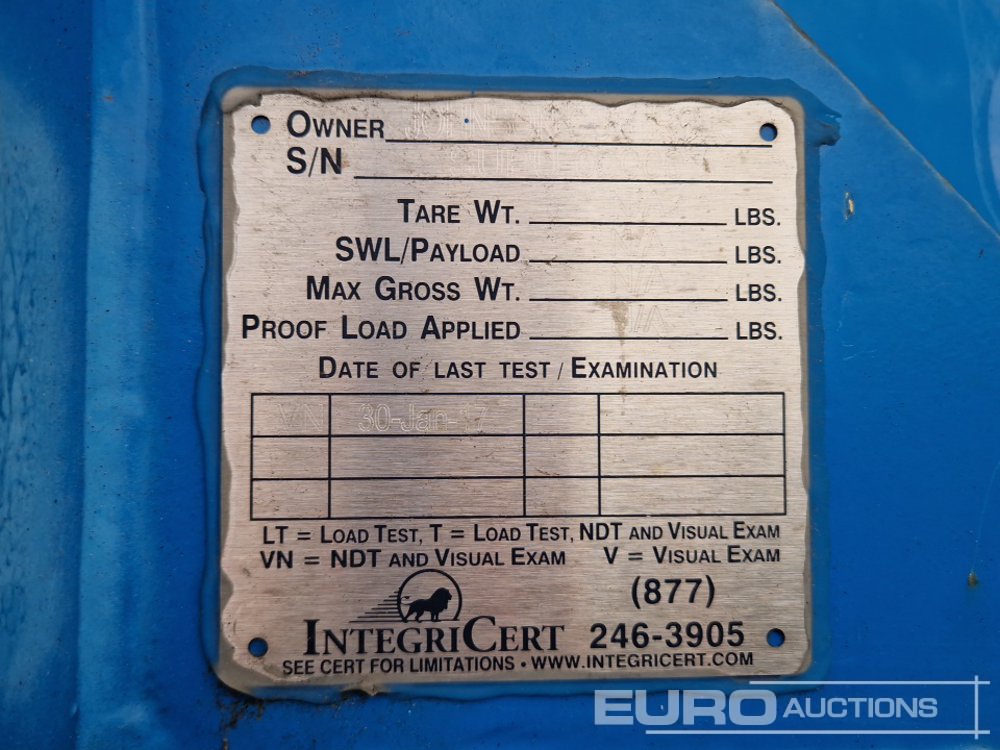 OWNER JOHN
S/N
TARE WT. N/A LBS.
SWL/PAYLOAD LBS.
MAX GROSS WT. N/A LBS.
PROOF LOAD APPLIED N/A LBS.
DATE OF LAST TEST / EXAMINATION
VN 30-Jan-17
LT = LOAD TEST, T = LOAD TEST, NDT AND VISUAL EXAM
VN = NDT AND VISUAL EXAM V = VISUAL EXAM
(877)
INTEGRICERT 246-3905
SEE CERT FOR LIMITATIONS • WWW.INTEGRICERT.COM
EURO AUCTIONS